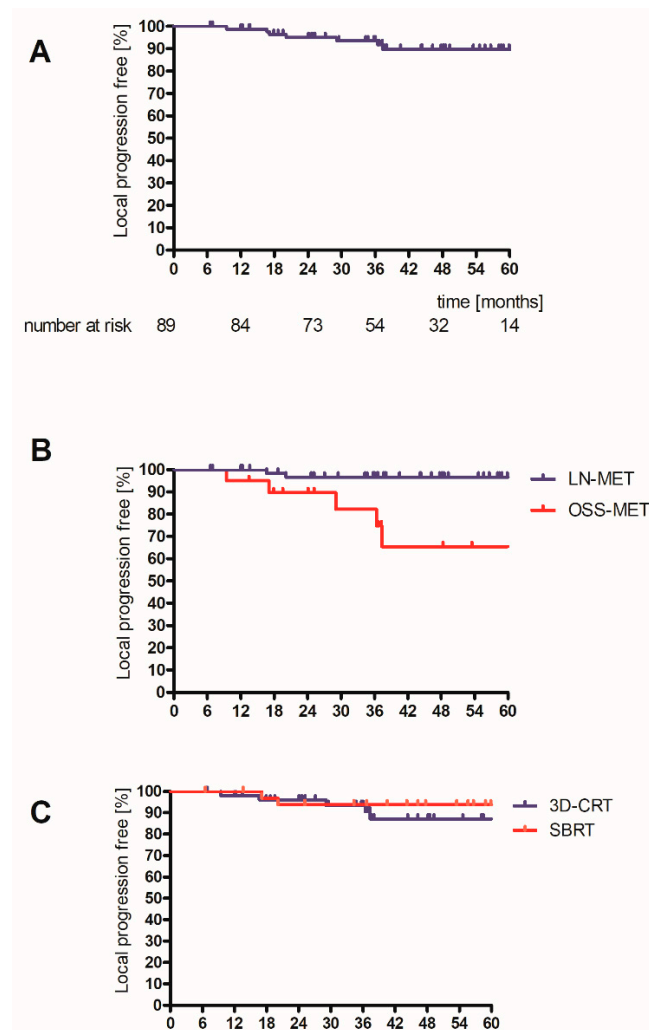 A
Local progression free [%]
100
90
80
70
60
50
40
30
20
10
0
0 6 12 18 24 30 36 42 48 54 60
time [months]
number at risk 89 84 73 54 32 14
B
Local progression free [%]
100
90
80
70
60
50
40
30
20
10
0
0 6 12 18 24 30 36 42 48 54 60
LN-MET
OSS-MET
C
Local progression free [%]
100
90
80
70
60
50
40
30
20
10
0
0 6 12 18 24 30 36 42 48 54 60
3D-CRT
SBRT